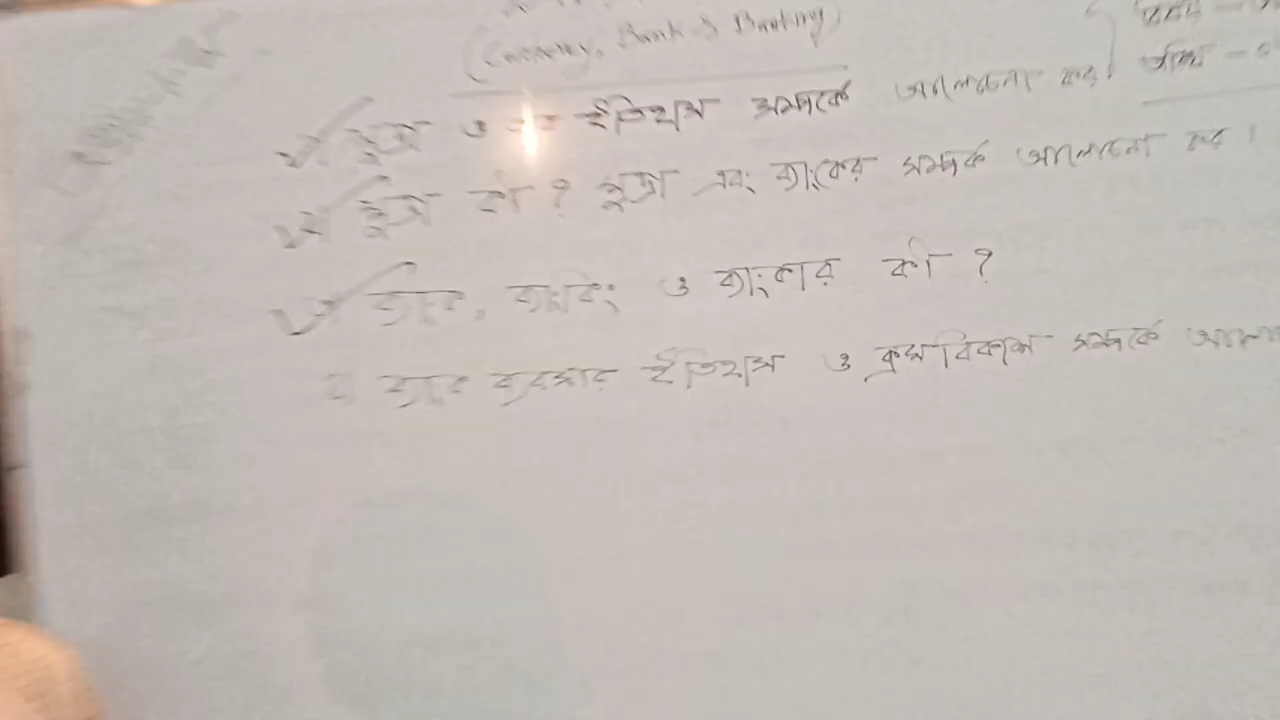 (Currency, Bank & Banking)
মুদ্রা ও এর ইতিহাস সম্পর্কে আলোচনা কর।
মুদ্রা কী? মুদ্রা এবং ব্যাংকের সম্পর্ক আলোচনা কর।
ব্যাংক, ব্যাংকিং ও ব্যাংকার কী?
ব্যাংক ব্যবস্থার ইতিহাস ও ক্রমবিকাশ সম্পর্কে